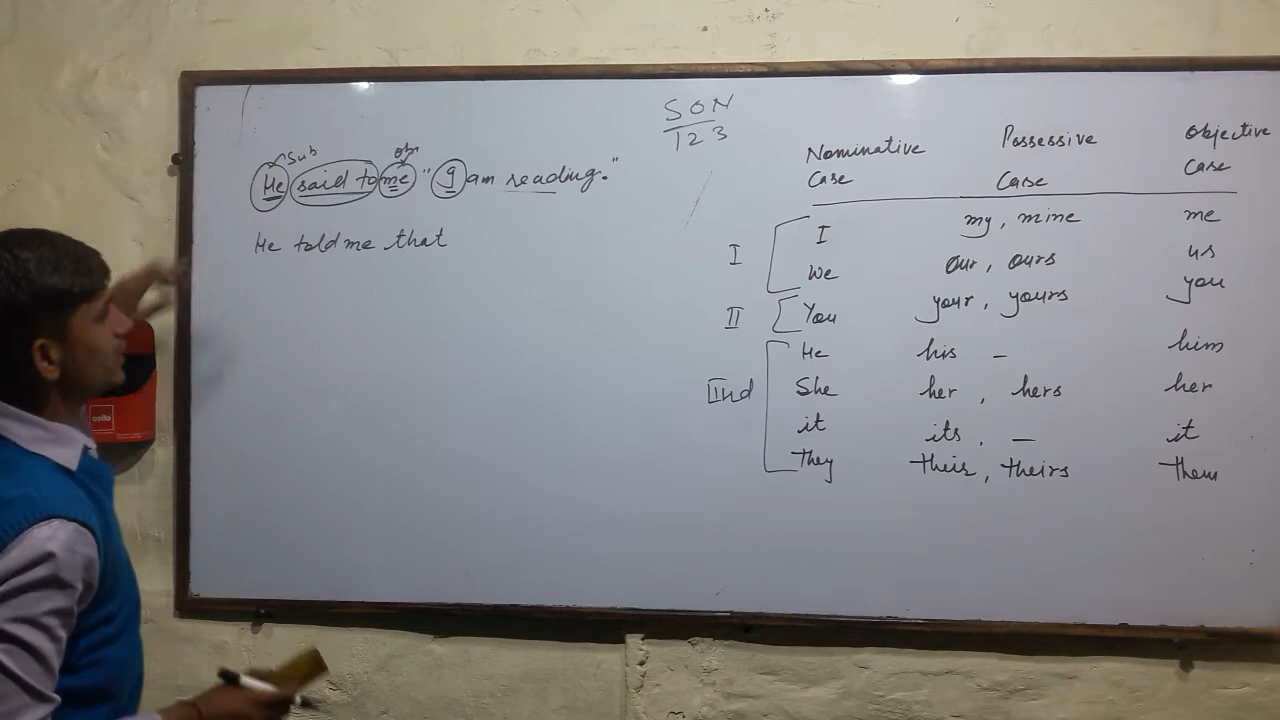 SON
123
Sub obj
He said to me "I am reading."
He told me that
Nominative Case Possessive Case Objective Case
I I my, mine me
We our, ours us
II You your, yours you
IIInd He his - him
She her, hers her
it its, - it
They their, theirs them
cello